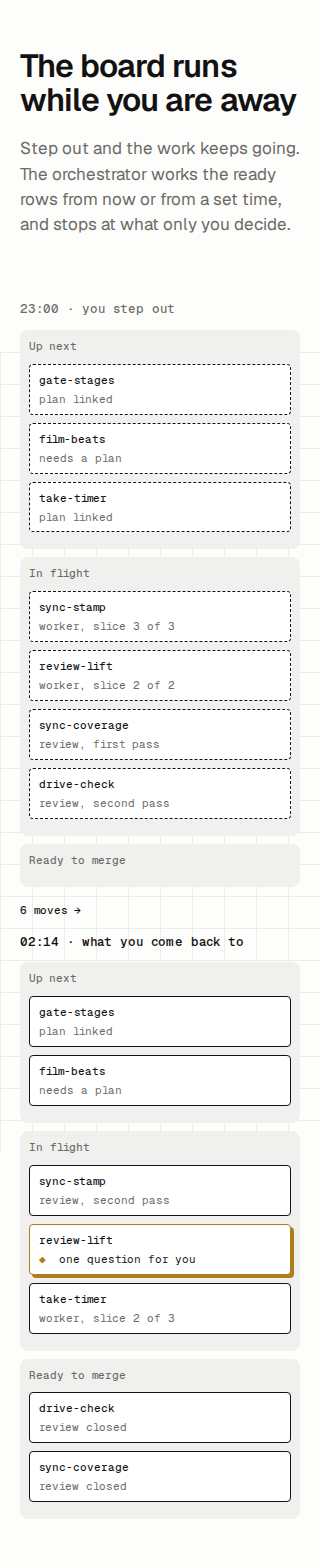 The board runs
while you are away
Step out and the work keeps going.
The orchestrator works the ready
rows from now or from a set time,
and stops at what only you decide.
23:00 · you step out
Up next
gate-stages
plan linked
film-beats
needs a plan
take-timer
plan linked
In flight
sync-stamp
worker, slice 3 of 3
review-lift
worker, slice 2 of 2
sync-coverage
review, first pass
drive-check
review, second pass
Ready to merge
6 moves →
02:14 · what you come back to
Up next
gate-stages
plan linked
film-beats
needs a plan
In flight
sync-stamp
review, second pass
review-lift
◆ one question for you
take-timer
worker, slice 2 of 3
Ready to merge
drive-check
review closed
sync-coverage
review closed